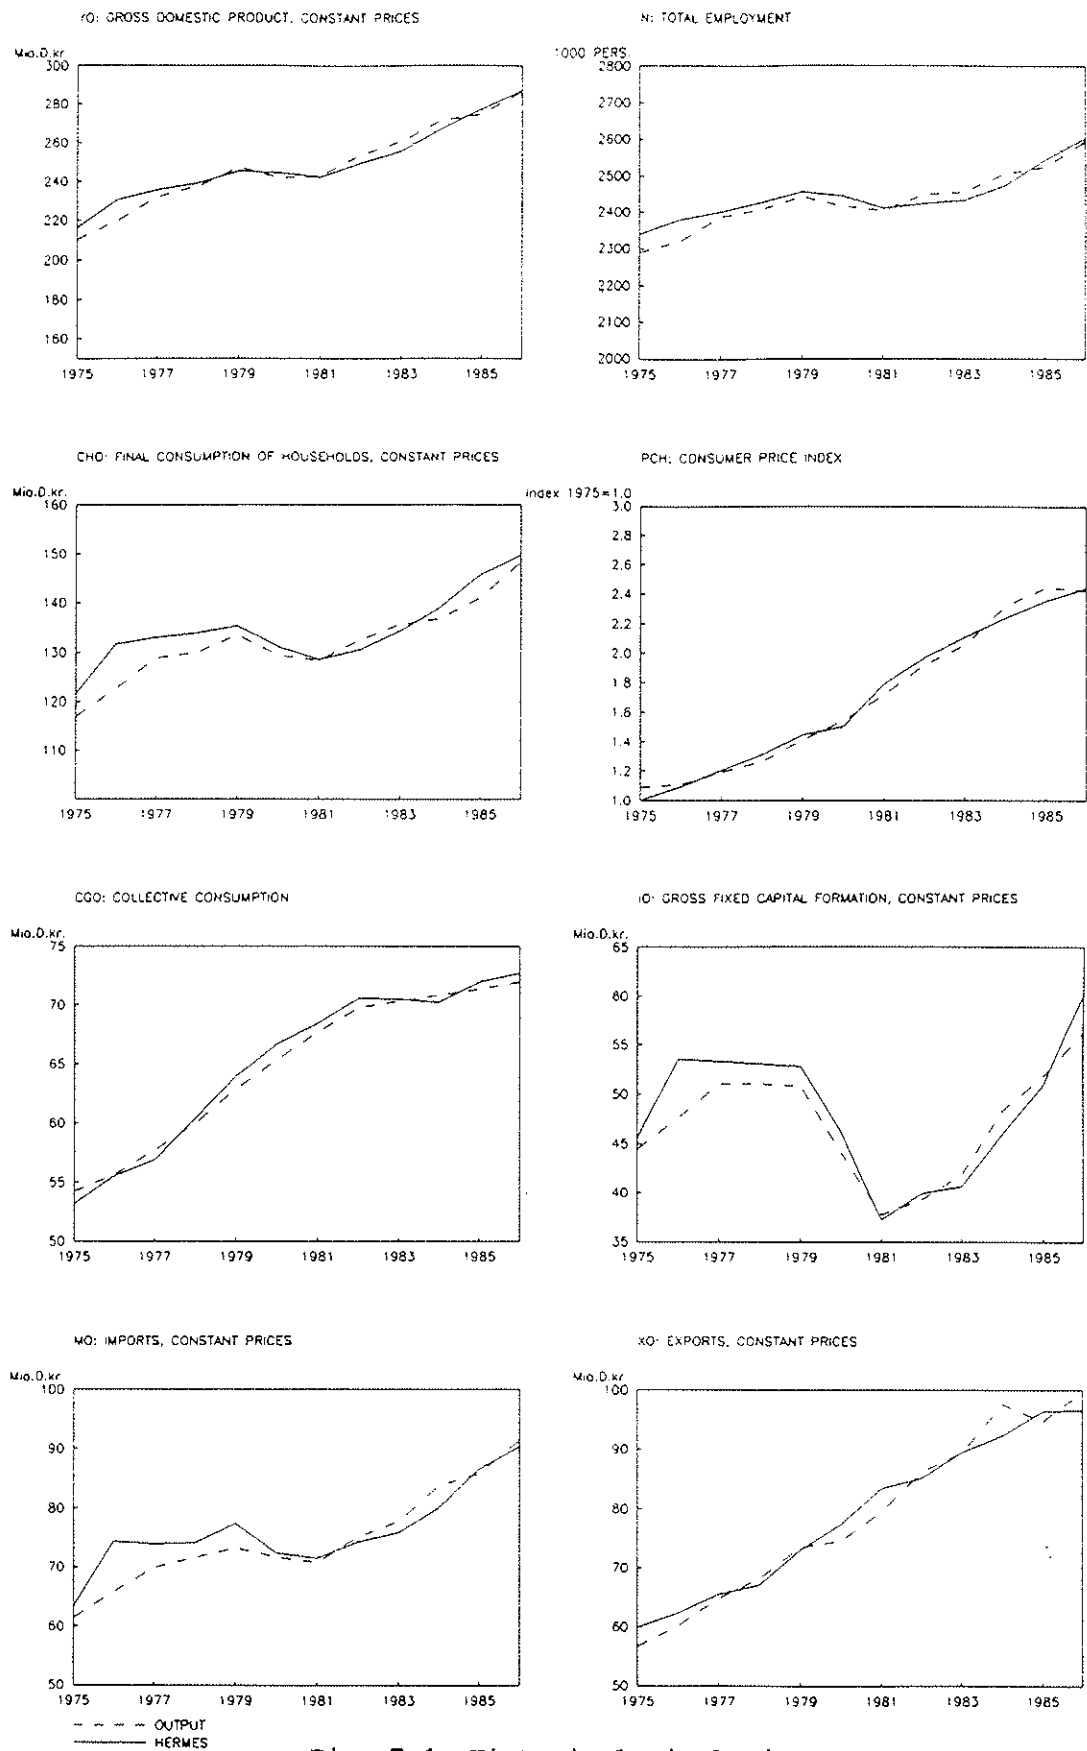 YO: GROSS DOMESTIC PRODUCT, CONSTANT PRICES
Mio.D.kr
300
280
260
240
220
200
180
160
1975 1977 1979 1981 1983 1985
N: TOTAL EMPLOYMENT
1000 PERS.
2800
2700
2600
2500
2400
2300
2200
2100
2000
1975 1977 1979 1981 1983 1985
CHO: FINAL CONSUMPTION OF HOUSEHOLDS, CONSTANT PRICES
Mio.D.kr.
160
150
140
130
120
110
1975 1977 1979 1981 1983 1985
PCH: CONSUMER PRICE INDEX
Index 1975=1.0
3.0
2.8
2.6
2.4
2.2
2.0
1.8
1.6
1.4
1.2
1.0
1975 1977 1979 1981 1983 1985
CGO: COLLECTIVE CONSUMPTION
Mio.D.kr.
75
70
65
60
55
50
1975 1977 1979 1981 1983 1985
IO: GROSS FIXED CAPITAL FORMATION, CONSTANT PRICES
Mio.D.kr.
65
60
55
50
45
40
35
1975 1977 1979 1981 1983 1985
MO: IMPORTS, CONSTANT PRICES
Mio.D.kr
100
90
80
70
60
50
1975 1977 1979 1981 1983 1985
XO: EXPORTS, CONSTANT PRICES
Mio.D.kr
100
90
80
70
60
50
1975 1977 1979 1981 1983 1985
OUTPUT
HERMES